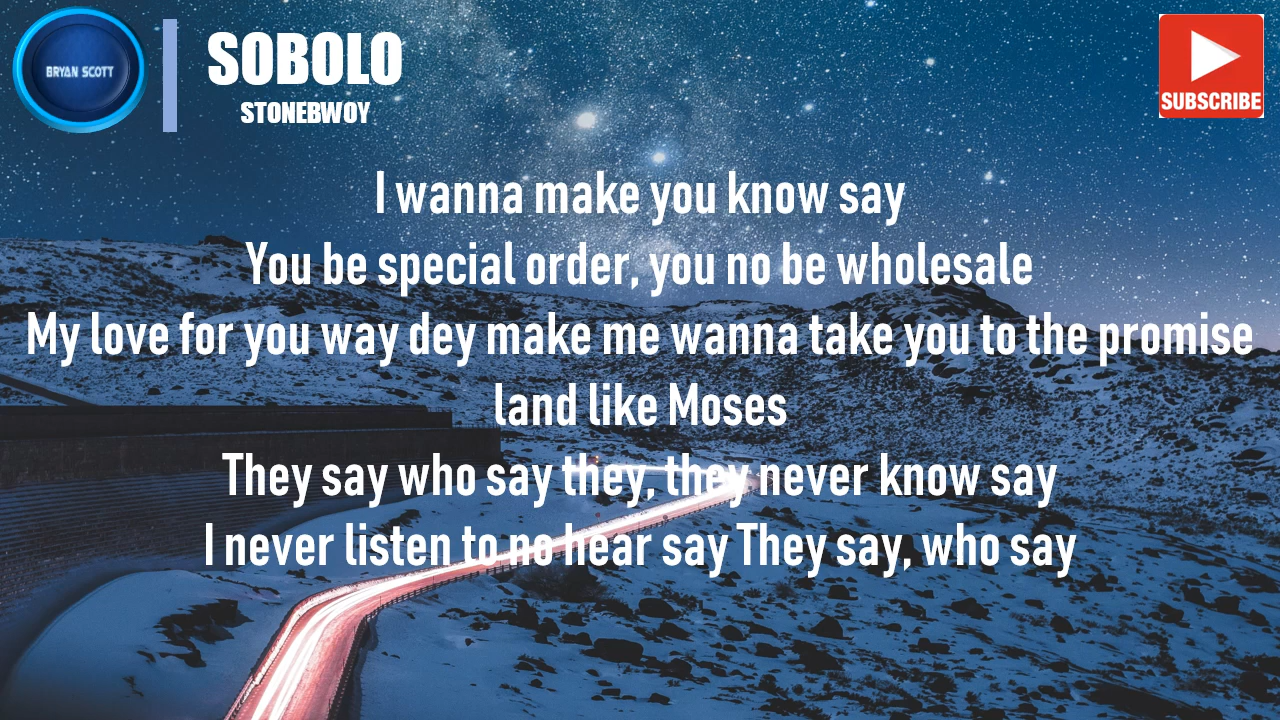 BRYAN SCOTT
SOBOLO
STONEBWOY
SUBSCRIBE
I wanna make you know say
You be special order, you no be wholesale
My love for you way dey make me wanna take you to the promise
land like Moses
They say who say they, they never know say
I never listen to no hear say They say, who say